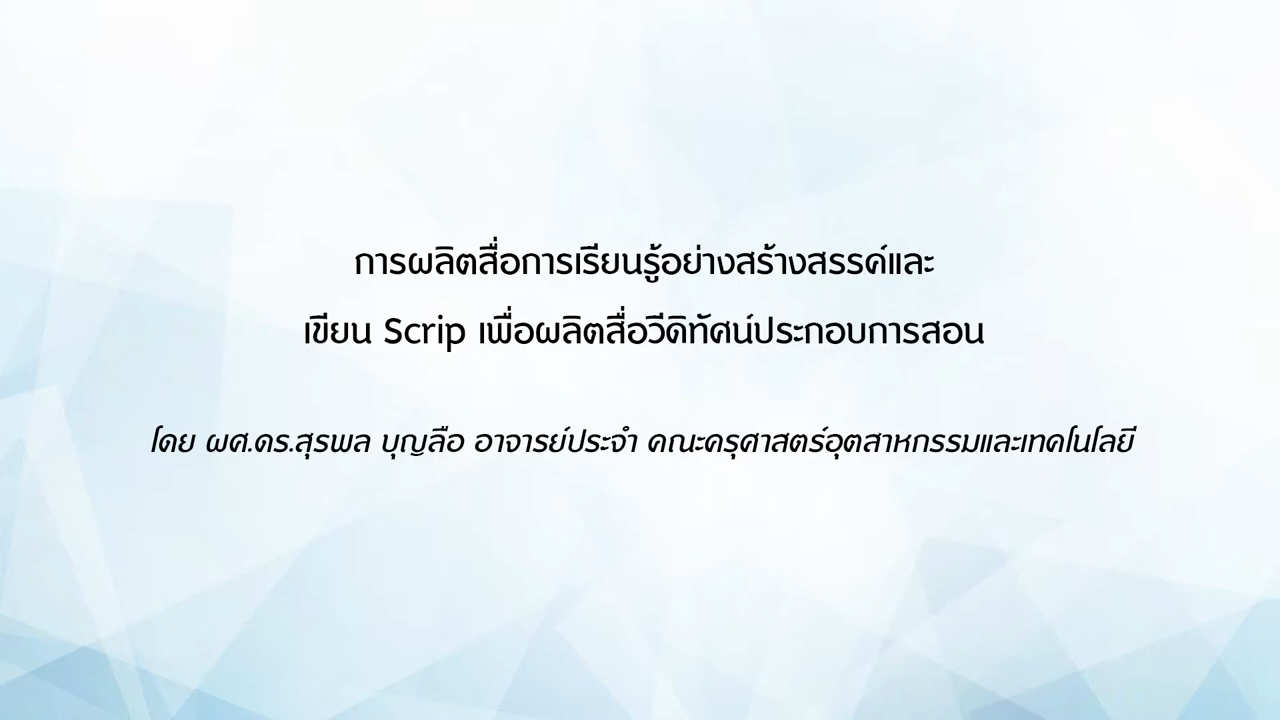 การผลิตสื่อการเรียนรู้อย่างสร้างสรรค์และ
เขียน Scrip เพื่อผลิตสื่อวีดิทัศน์ประกอบการสอน
โดย ผศ.ดร.สุรพล บุญลือ อาจารย์ประจำ คณะครุศาสตร์อุตสาหกรรมและเทคโนโลยี